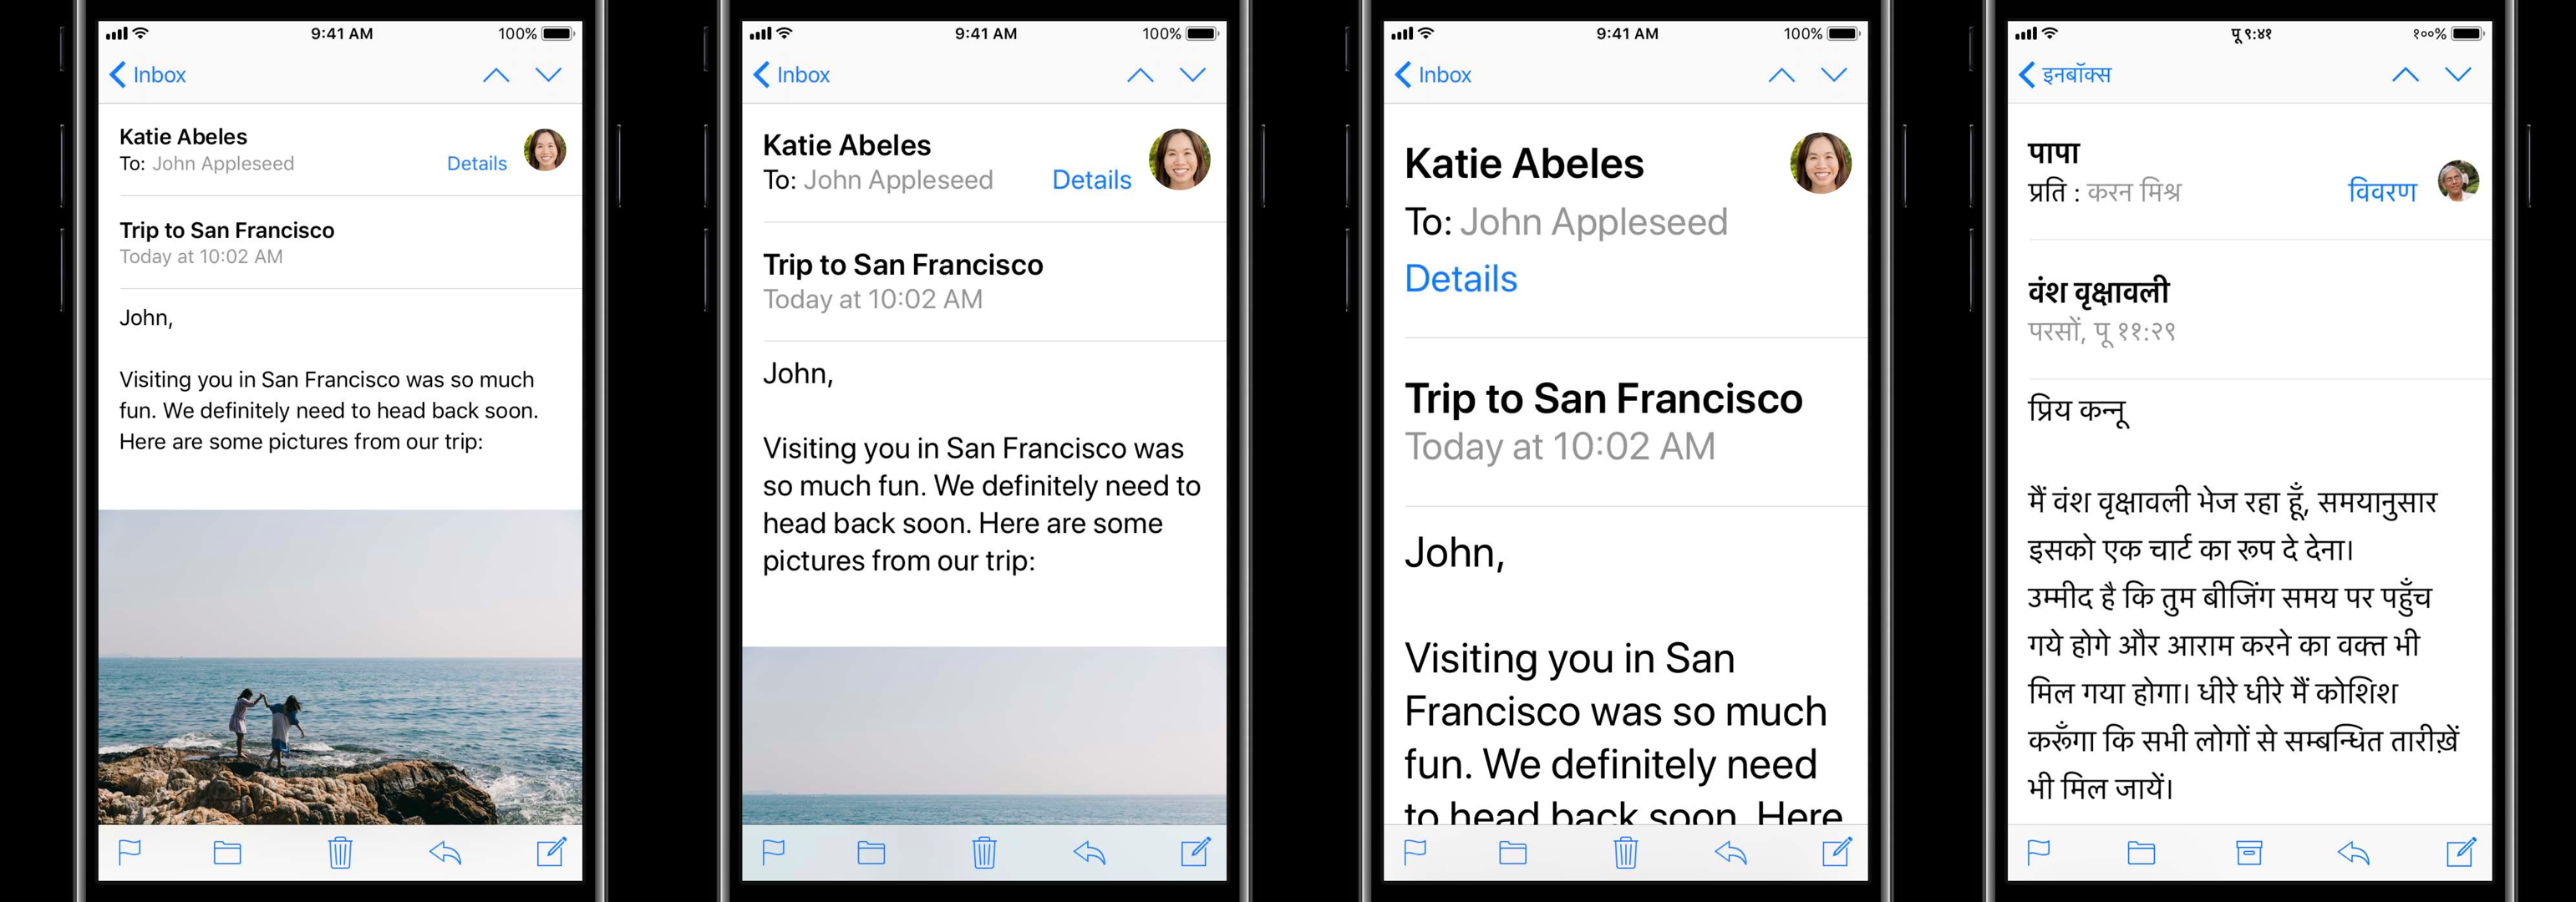 9:41 AM 100%
Inbox
Katie Abeles
To: John Appleseed Details
Trip to San Francisco
Today at 10:02 AM
John,
Visiting you in San Francisco was so much
fun. We definitely need to head back soon.
Here are some pictures from our trip:
9:41 AM 100%
Inbox
Katie Abeles
To: John Appleseed Details
Trip to San Francisco
Today at 10:02 AM
John,
Visiting you in San Francisco was
so much fun. We definitely need to
head back soon. Here are some
pictures from our trip:
9:41 AM 100%
Inbox
Katie Abeles
To: John Appleseed
Details
Trip to San Francisco
Today at 10:02 AM
John,
Visiting you in San
Francisco was so much
fun. We definitely need
to head back soon. Here
पू ९:४१ १००%
इनबॉक्स
पापा
प्रति : करन मिश्र विवरण
वंश वृक्षावली
परसों, पू ११:२९
प्रिय कन्नू
मैं वंश वृक्षावली भेज रहा हूँ, समयानुसार
इसको एक चार्ट का रूप दे देना।
उम्मीद है कि तुम बीजिंग समय पर पहुँच
गये होगे और आराम करने का वक्त भी
मिल गया होगा। धीरे धीरे मैं कोशिश
करूँगा कि सभी लोगों से सम्बन्धित तारीख़ें
भी मिल जायें।